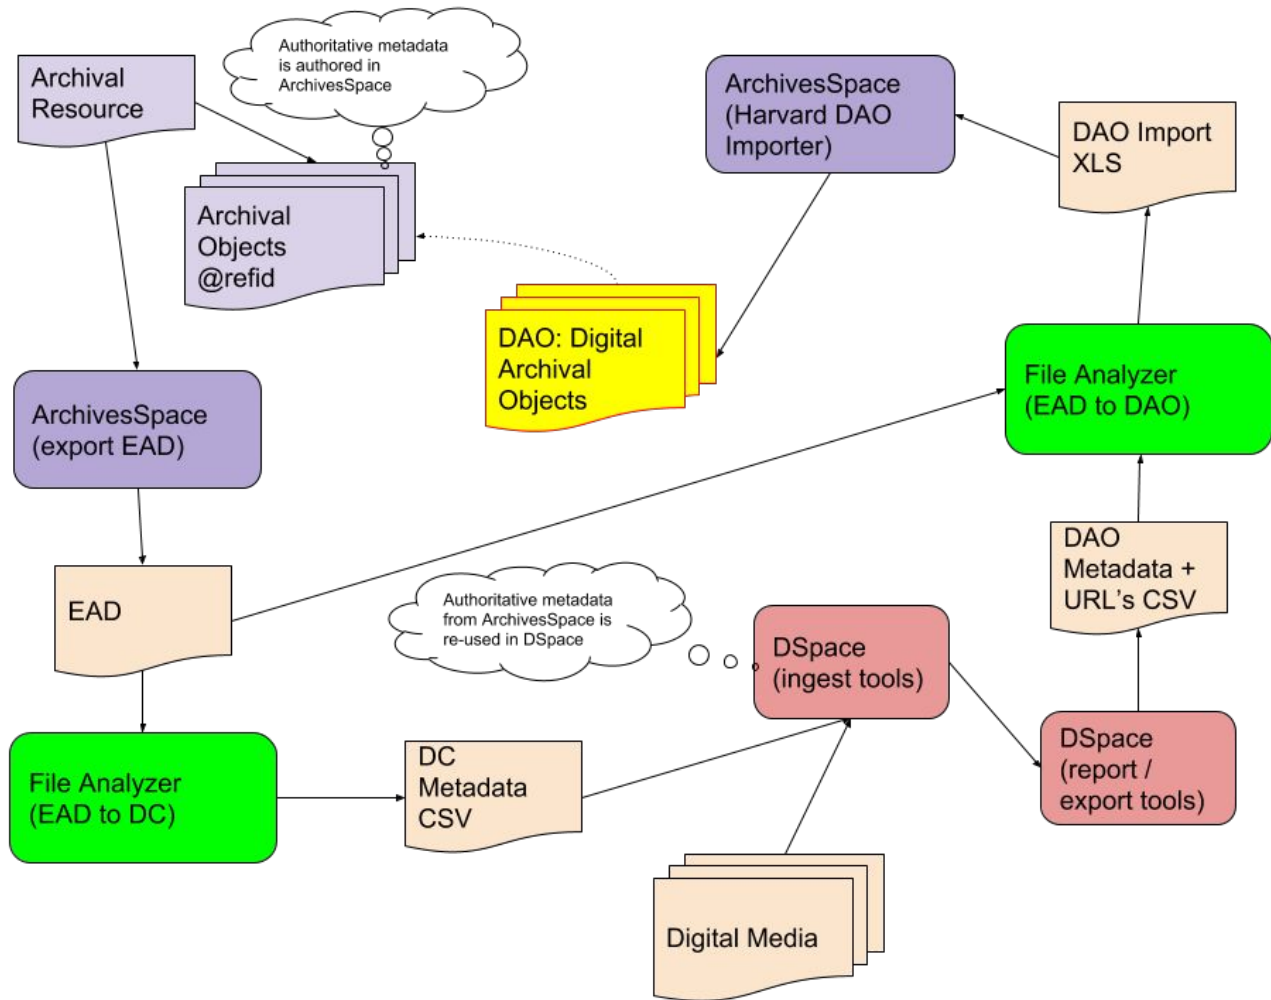 Authoritative metadata
is authored in
ArchivesSpace
Archival
Resource
ArchivesSpace
(Harvard DAO
Importer)
DAO Import
XLS
Archival
Objects
@refid
DAO: Digital
Archival
Objects
File Analyzer
(EAD to DAO)
ArchivesSpace
(export EAD)
DAO
Metadata +
URL's CSV
EAD
Authoritative metadata
from ArchivesSpace is
re-used in DSpace
DSpace
(ingest tools)
DSpace
(report /
export tools)
File Analyzer
(EAD to DC)
DC
Metadata
CSV
Digital Media